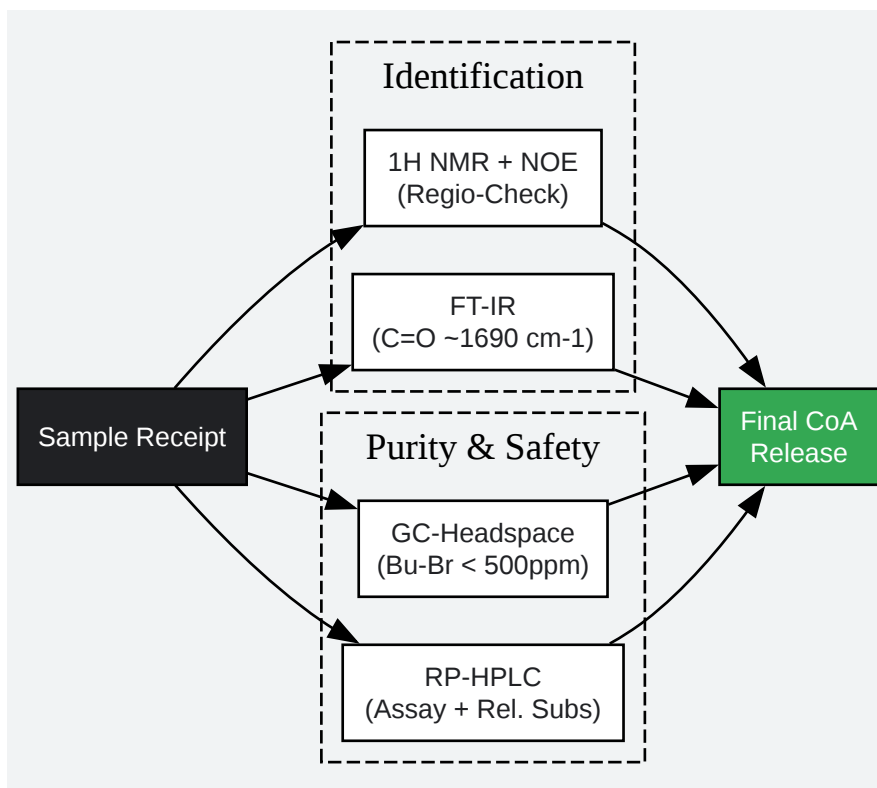 Identification
1H NMR + NOE
(Regio-Check)
FT-IR
(C=O ~1690 cm-1)
Sample Receipt
Purity & Safety
GC-Headspace
(Bu-Br < 500ppm)
RP-HPLC
(Assay + Rel. Subs)
Final CoA
Release